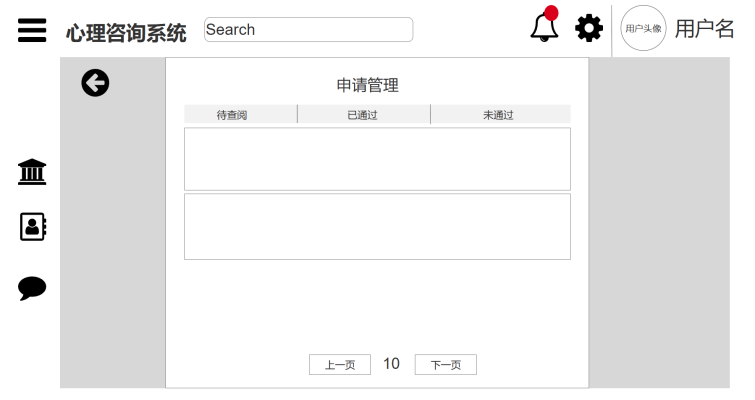 心理咨询系统
Search
用户头像
用户名
申请管理
待查阅 已通过 未通过
上一页 10 下一页